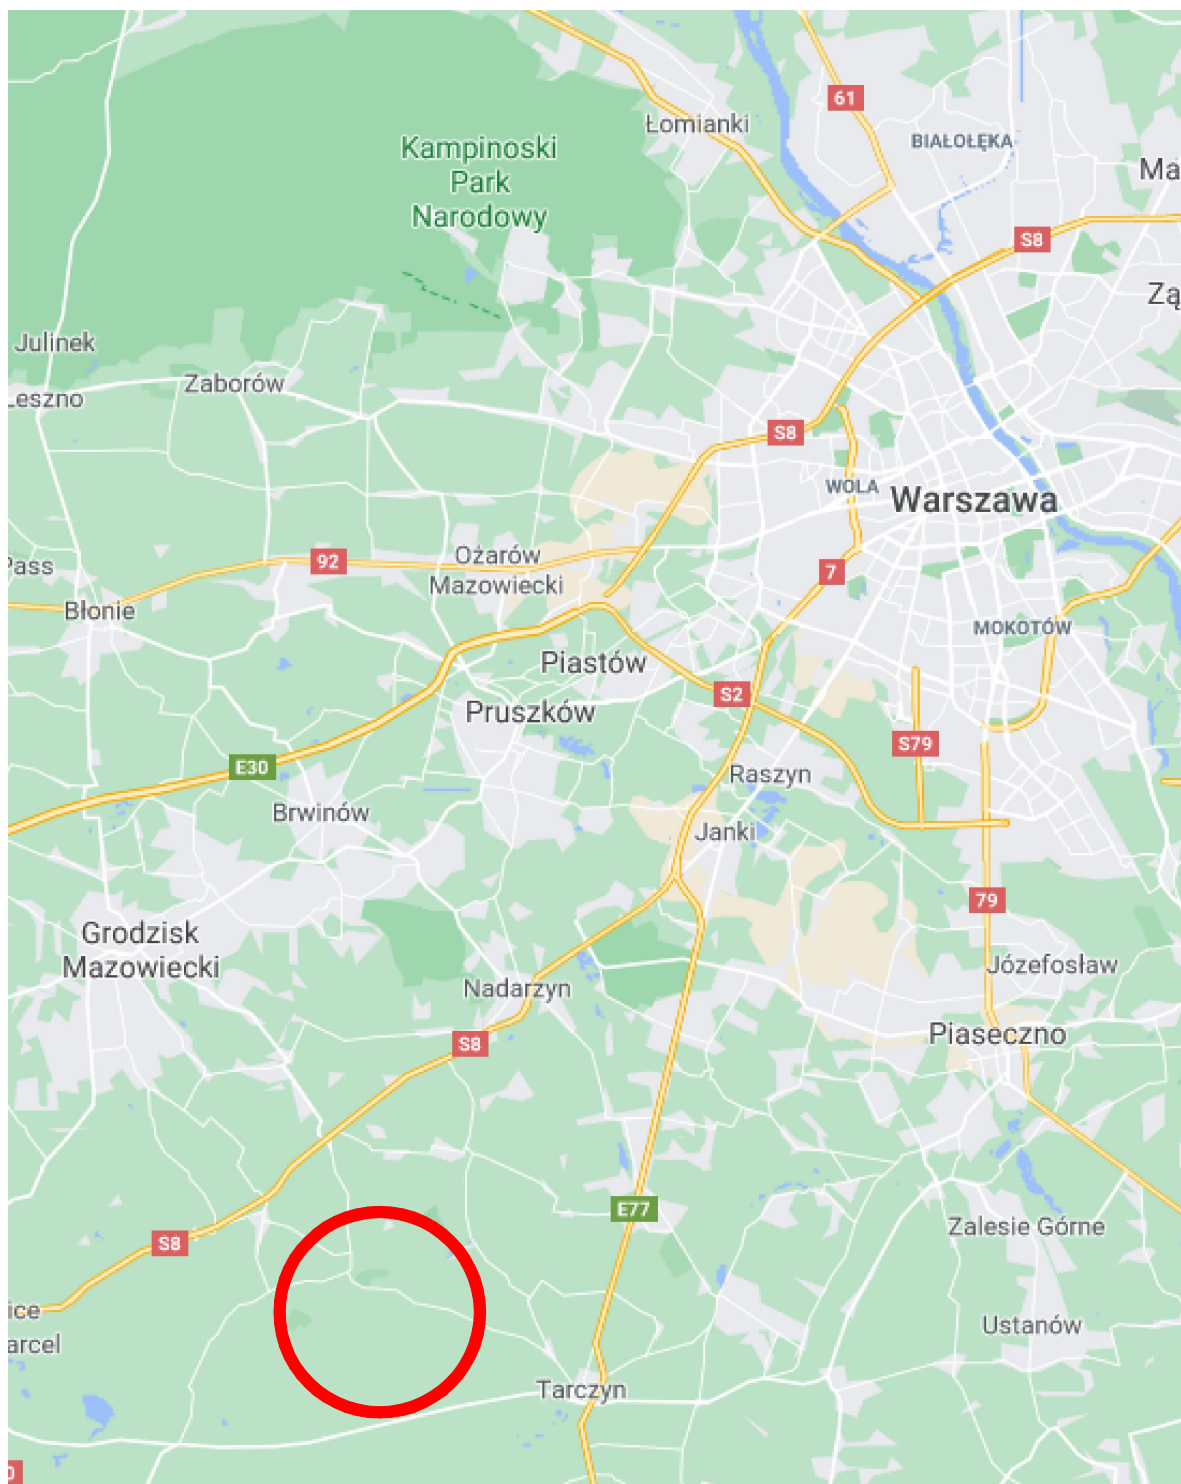 61
Łomianki
BIAŁOŁĘKA
Kampinoski
Park
Narodowy
Ma
S8
Zą
Julinek
Zaborów
Leszno
S8
WOLA
Warszawa
92
Ożarów
Mazowiecki
Pass
7
Błonie
MOKOTÓW
Piastów
S2
Pruszków
S79
E30
Raszyn
Brwinów
Janki
79
Grodzisk
Mazowiecki
Józefosław
Nadarzyn
Piaseczno
S8
E77
Zalesie Górne
S8
ice
arcel
Ustanów
Tarczyn